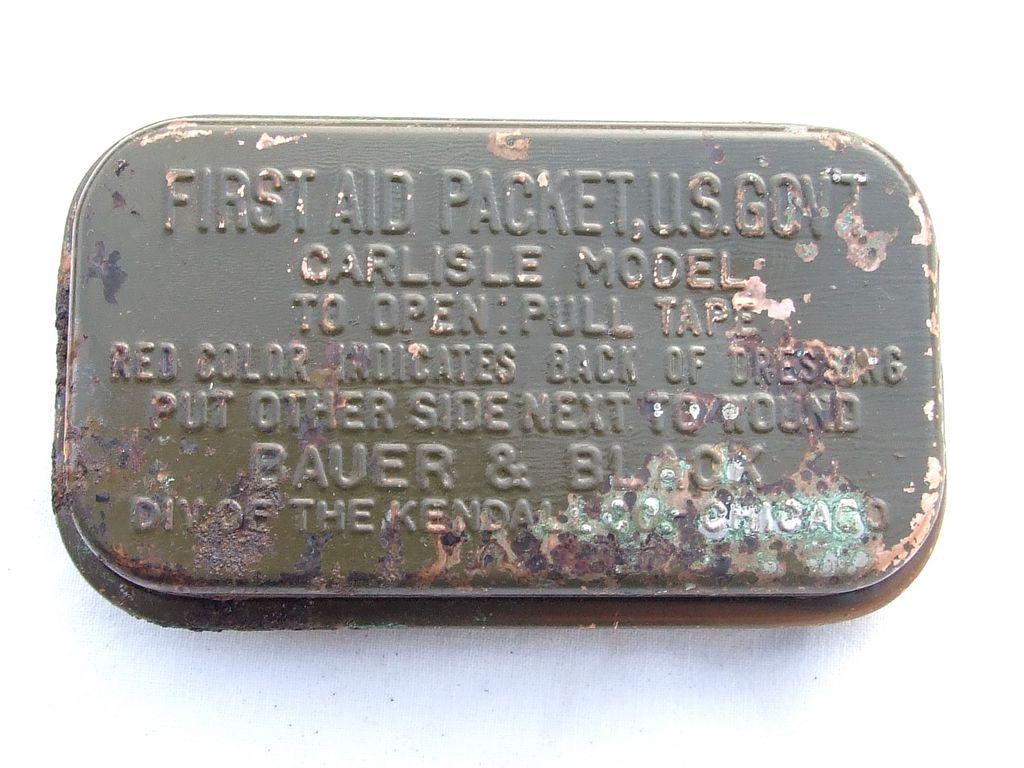 FIRST AID PACKET, U.S. GOV'T
CARLISLE MODEL
TO OPEN: PULL TAPE
RED COLOR INDICATES BACK OF DRESSING
PUT OTHER SIDE NEXT TO WOUND
BAUER & BLACK
DIV OF THE KENDALL CO. CHICAGO